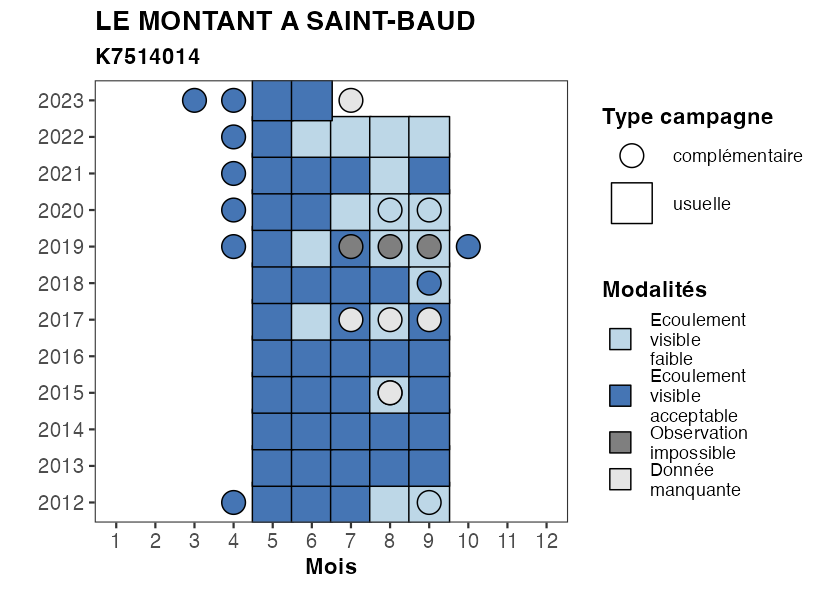 LE MONTANT A SAINT-BAUD
K7514014
2023
2022
2021
2020
2019
2018
2017
2016
2015
2014
2013
2012
1 2 3 4 5 6 7 8 9 10 11 12
Mois
Type campagne
complémentaire
usuelle
Modalités
Ecoulement
visible
faible
Ecoulement
visible
acceptable
Observation
impossible
Donnée
manquante